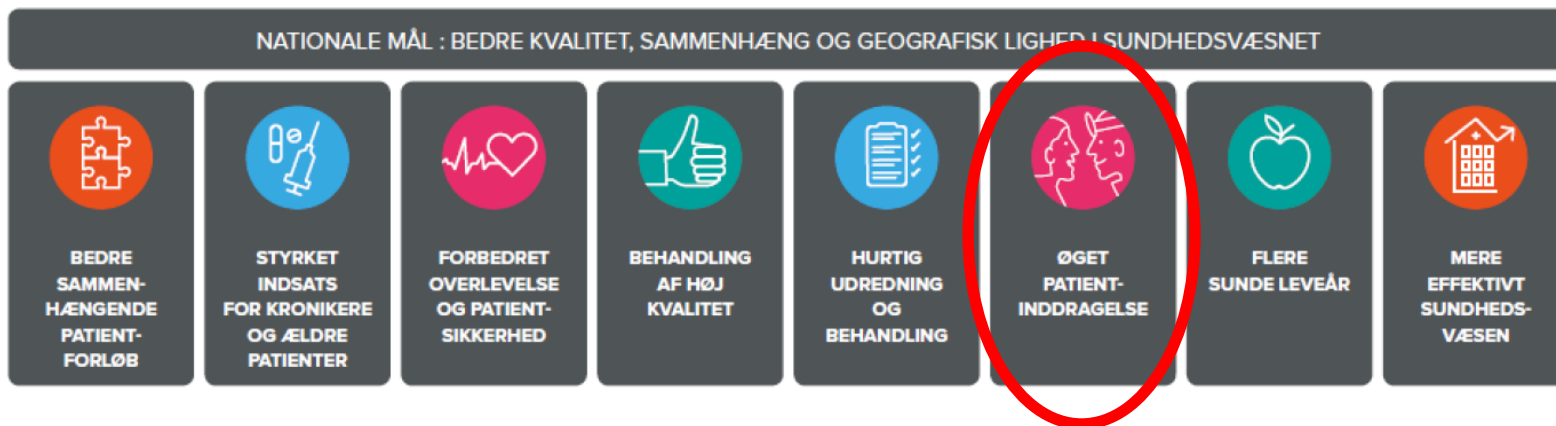 NATIONALE MÅL : BEDRE KVALITET, SAMMENHÆNG OG GEOGRAFISK LIGHED I SUNDHEDSVÆSNET
BEDRE
SAMMEN-
HÆNGENDE
PATIENT-
FORLØB
STYRKET
INDSATS
FOR KRONIKERE
OG ÆLDRE
PATIENTER
FORBEDRET
OVERLEVELSE
OG PATIENT-
SIKKERHED
BEHANDLING
AF HØJ
KVALITET
HURTIG
UDREDNING
OG
BEHANDLING
ØGET
PATIENT-
INDDRAGELSE
FLERE
SUNDE LEVEÅR
MERE
EFFEKTIVT
SUNDHEDS-
VÆSEN